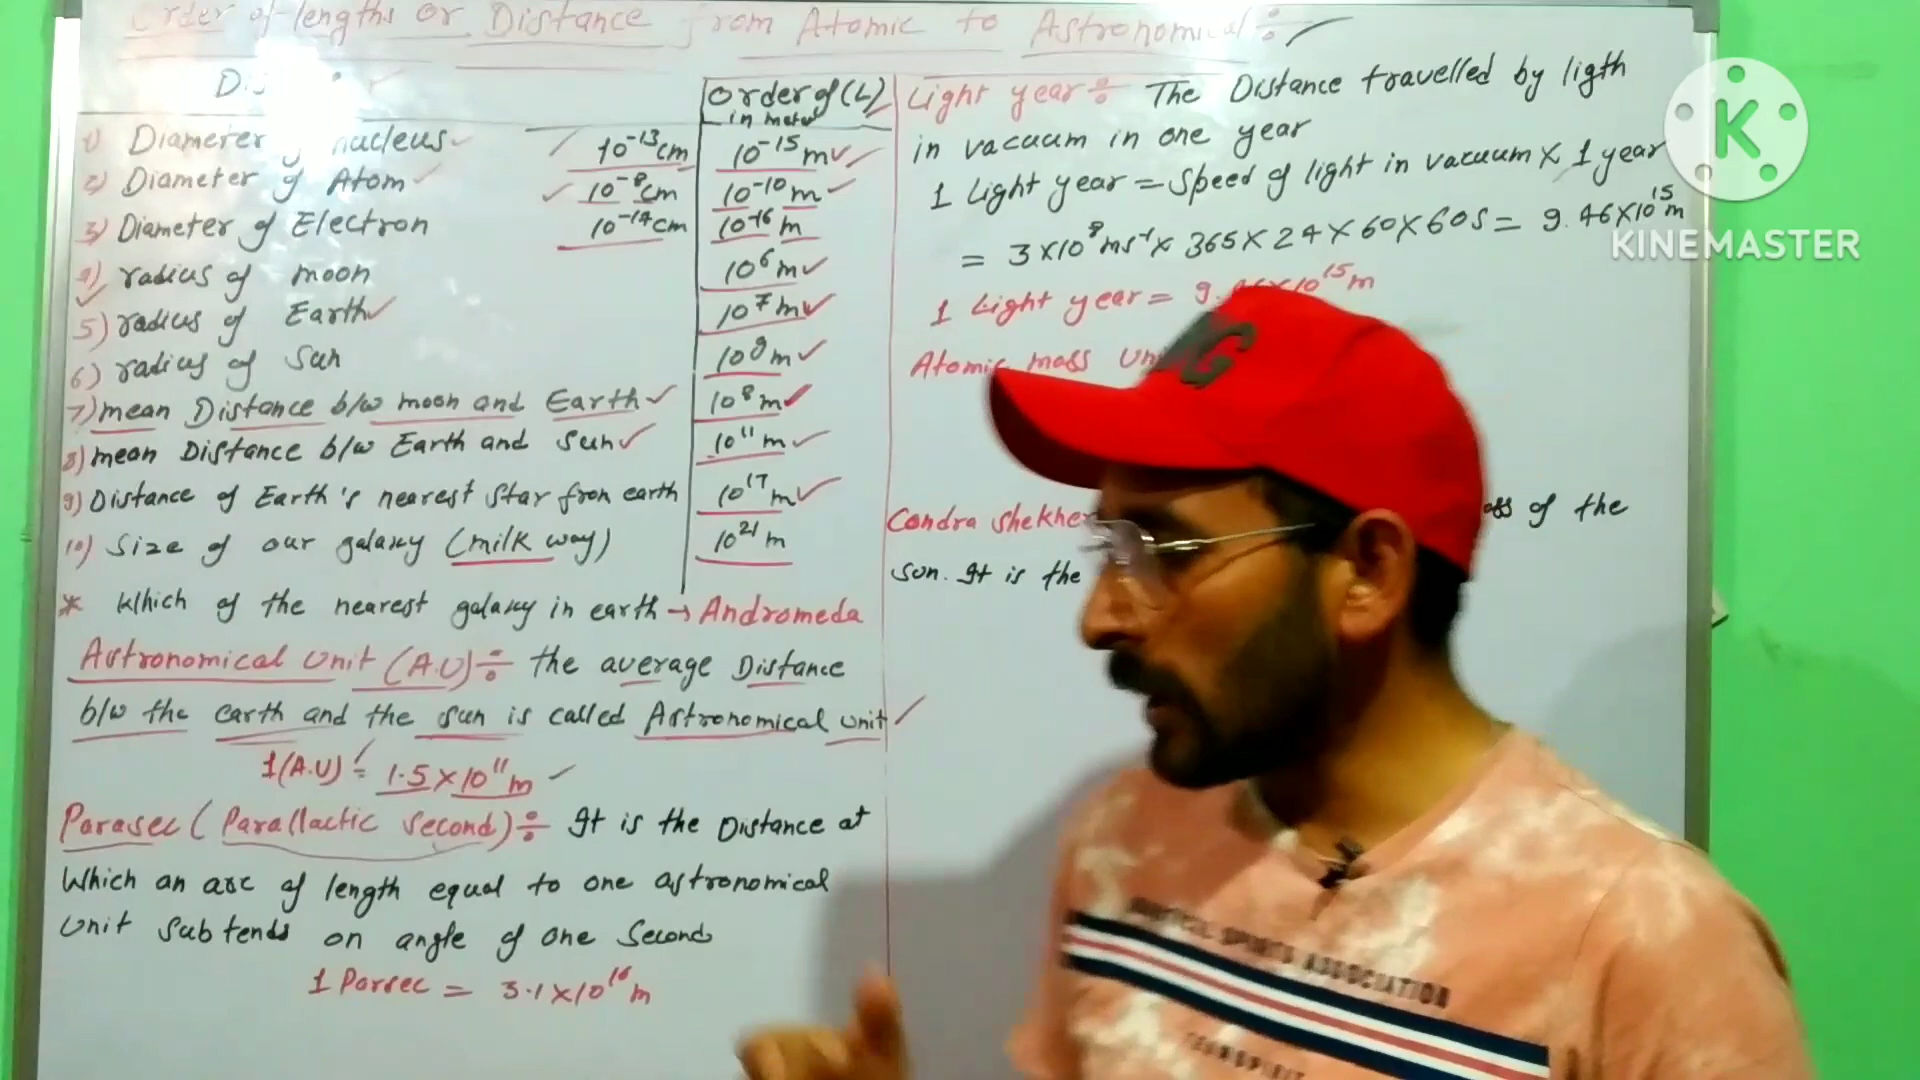 Order of lengths or Distance from Atomic to Astronomical÷
order of (L)
in meter
1) Diameter of nucleus 10⁻¹³cm 10⁻¹⁵m
2) Diameter of Atom 10⁻⁸cm 10⁻¹⁰m
3) Diameter of Electron 10⁻¹⁴cm 10⁻¹⁶m
4) radius of moon 10⁶m
5) radius of Earth 10⁷m
6) radius of Sun 10⁹m
7) mean Distance b/w moon and Earth 10⁸m
8) mean Distance b/w Earth and Sun 10¹¹m
9) Distance of Earth's nearest Star fron earth 10¹⁷m
10) Size of our galaxy (milk way) 10²¹m
* Which of the nearest galaxy in earth → Andromeda
Astronomical Unit (A.U)÷ the average Distance
b/w the earth and the sun is called Astronomical unit
1(A.U) = 1.5×10¹¹m
Parasec (Parallactic Second)÷ It is the Distance at
Which an arc of length equal to one astronomical
Unit Subtends on angle of one Second
1 Parsec = 3.1×10¹⁶m
Light year÷ The Distance travelled by ligth
in vacuum in one year
1 Light year = Speed of light in vacuum × 1 year
= 3×10⁸ms⁻¹×365×24×60×60s = 9.46×10¹⁵m
1 Light year = 10¹⁵m
Atomic mass
Candra Shekher of the
Sun. It is the
K
KINEMASTER
ASSOCIATION